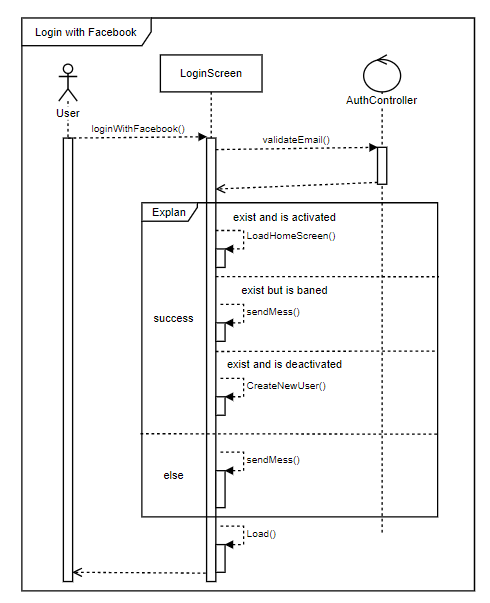 Login with Facebook
LoginScreen
User
AuthController
loginWithFacebook()
validateEmail()
Explan
exist and is activated
LoadHomeScreen()
exist but is baned
sendMess()
success
exist and is deactivated
CreateNewUser()
sendMess()
else
Load()